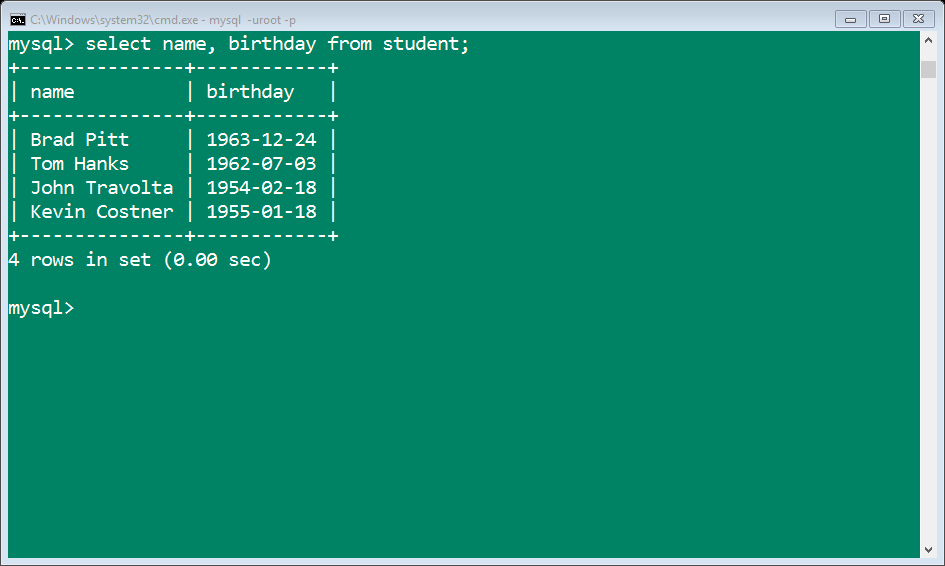 C:\Windows\system32\cmd.exe - mysql  -uroot -p
mysql> select name, birthday from student;
+---------------+------------+
| name          | birthday   |
+---------------+------------+
| Brad Pitt     | 1963-12-24 |
| Tom Hanks     | 1962-07-03 |
| John Travolta | 1954-02-18 |
| Kevin Costner | 1955-01-18 |
+---------------+------------+
4 rows in set (0.00 sec)
mysql>